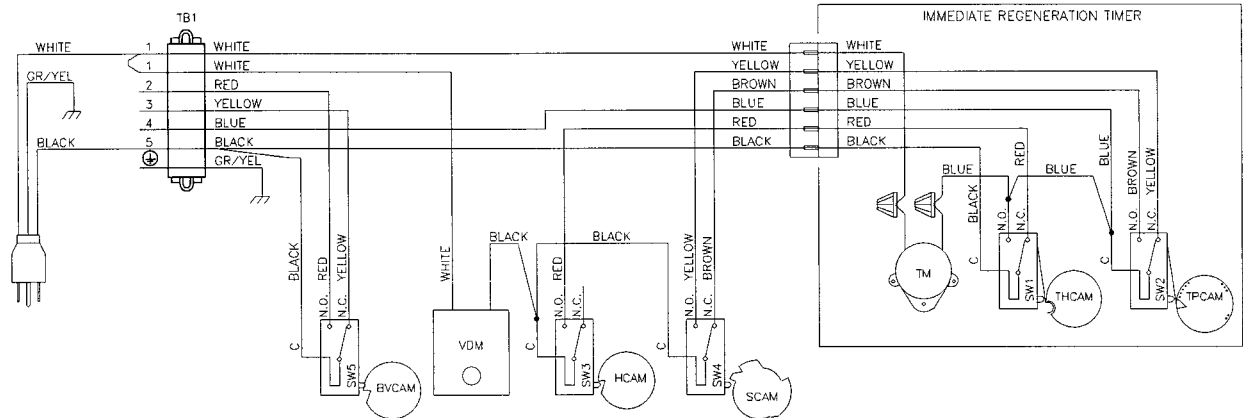 TB1
IMMEDIATE REGENERATION TIMER
WHITE 1 WHITE WHITE WHITE
1 WHITE YELLOW YELLOW
GR/YEL 2 RED BROWN BROWN
3 YELLOW BLUE BLUE
4 BLUE RED RED
BLACK 5 BLACK BLACK BLACK
GR/YEL
BLUE RED BLUE BLUE BROWN YELLOW
BLACK N.O. N.C. N.O. N.C.
BLACK BLACK
BLACK RED YELLOW WHITE RED YELLOW BROWN
C TM C
SW1 THCAM SW2 TPCAM
N.O. N.C. N.O. N.C. N.O. N.C.
C VDM C C
SW5 BVCAM SW3 HCAM SW4 SCAM